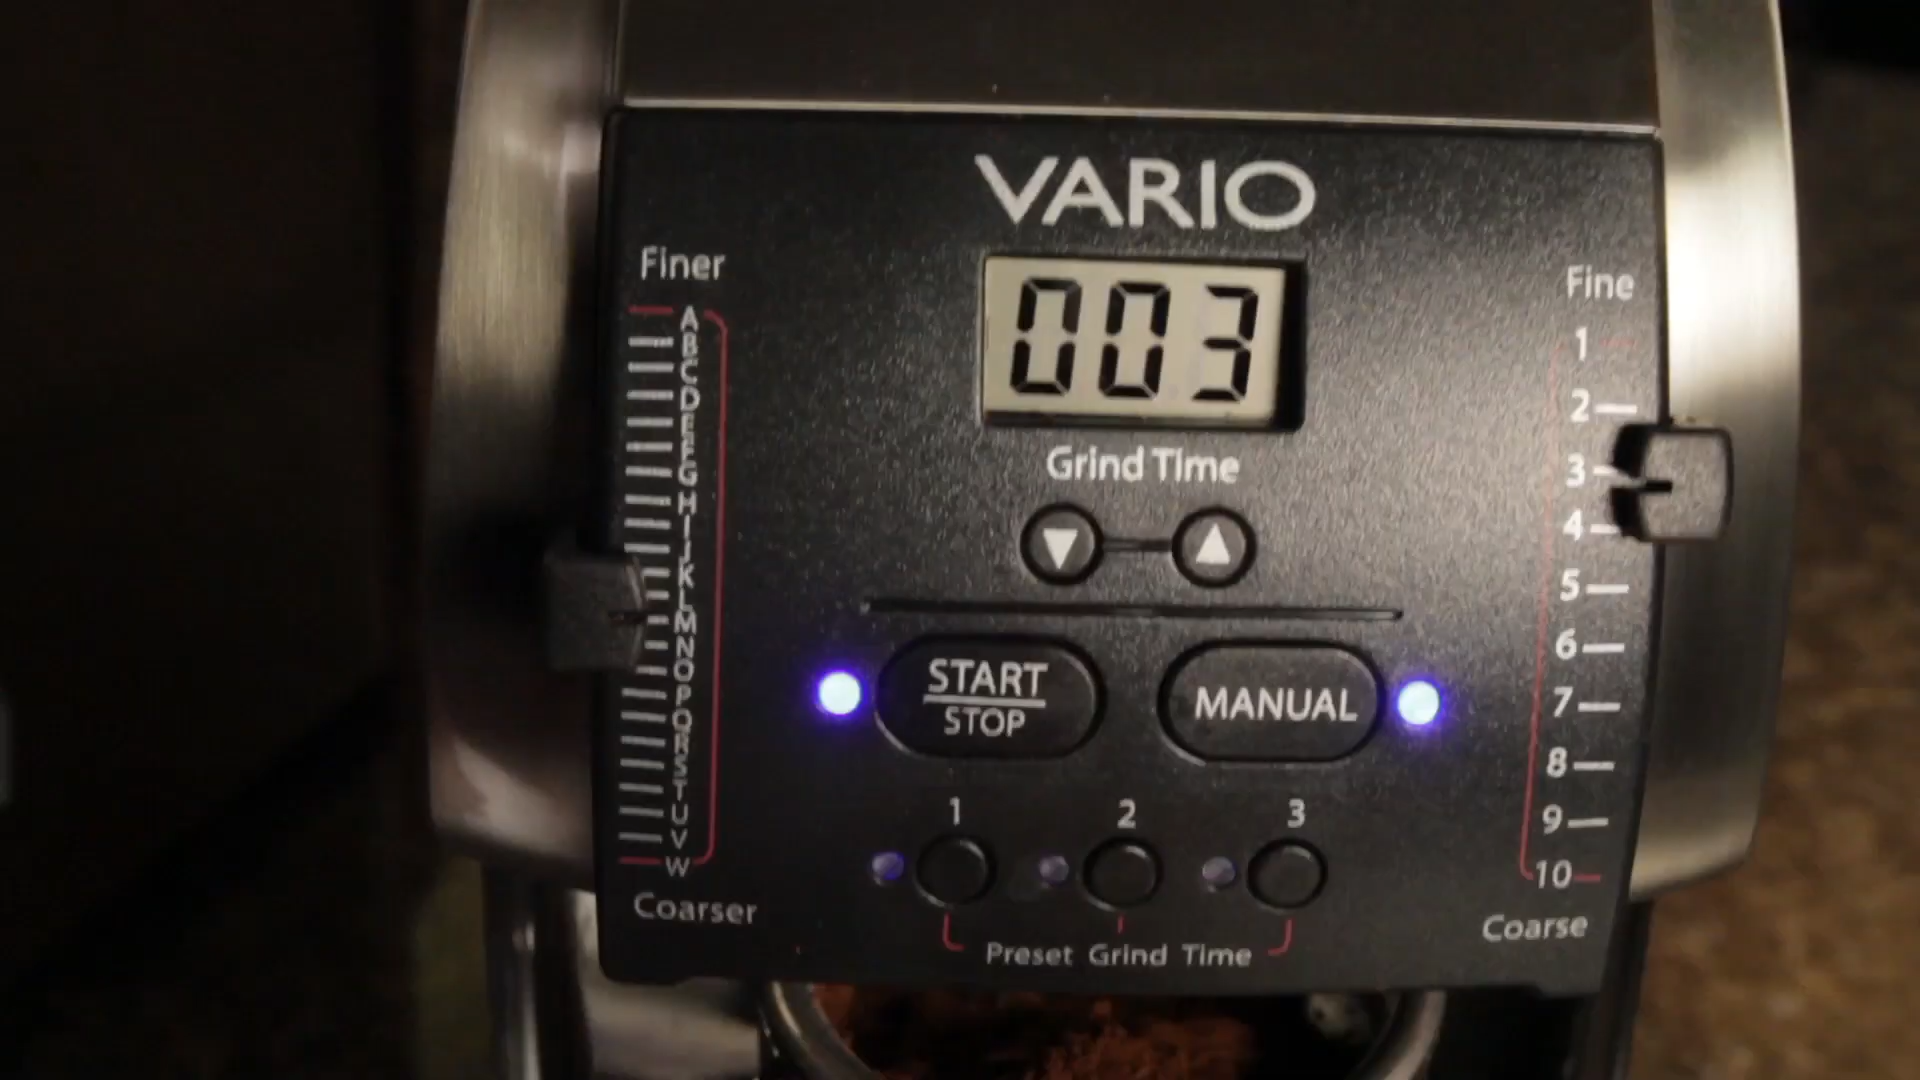 VARIO
003
Grind Time
Finer
A
B
C
D
E
F
G
H
I
J
K
L
M
N
O
P
Q
R
S
T
U
V
W
Coarser
Fine
1
2
3
4
5
6
7
8
9
10
Coarse
START
STOP
MANUAL
1 2 3
Preset Grind Time